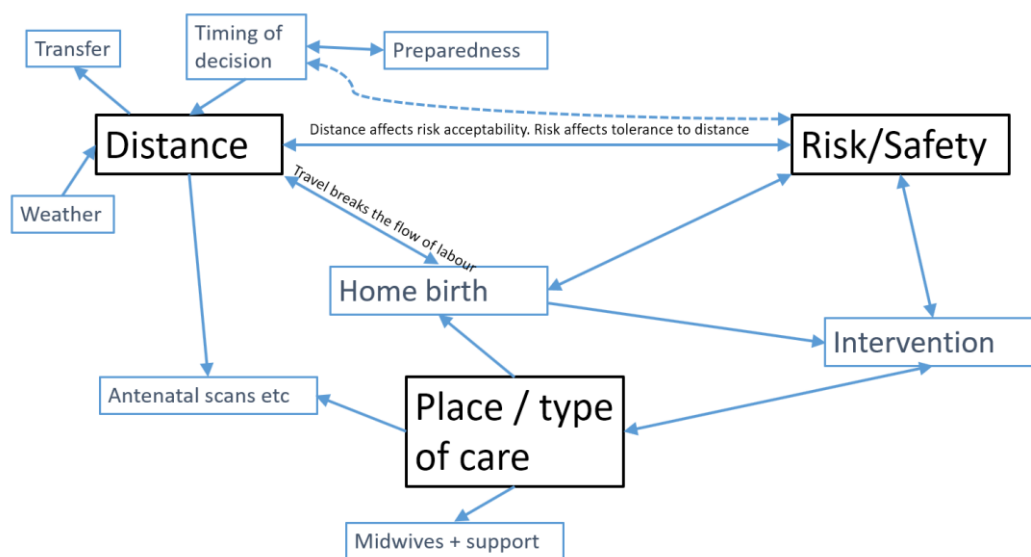 Transfer
Timing of
decision
Preparedness
Distance affects risk acceptability. Risk affects tolerance to distance
Distance
Risk/Safety
Weather
Travel breaks the flow of labour
Home birth
Intervention
Antenatal scans etc
Place / type
of care
Midwives + support